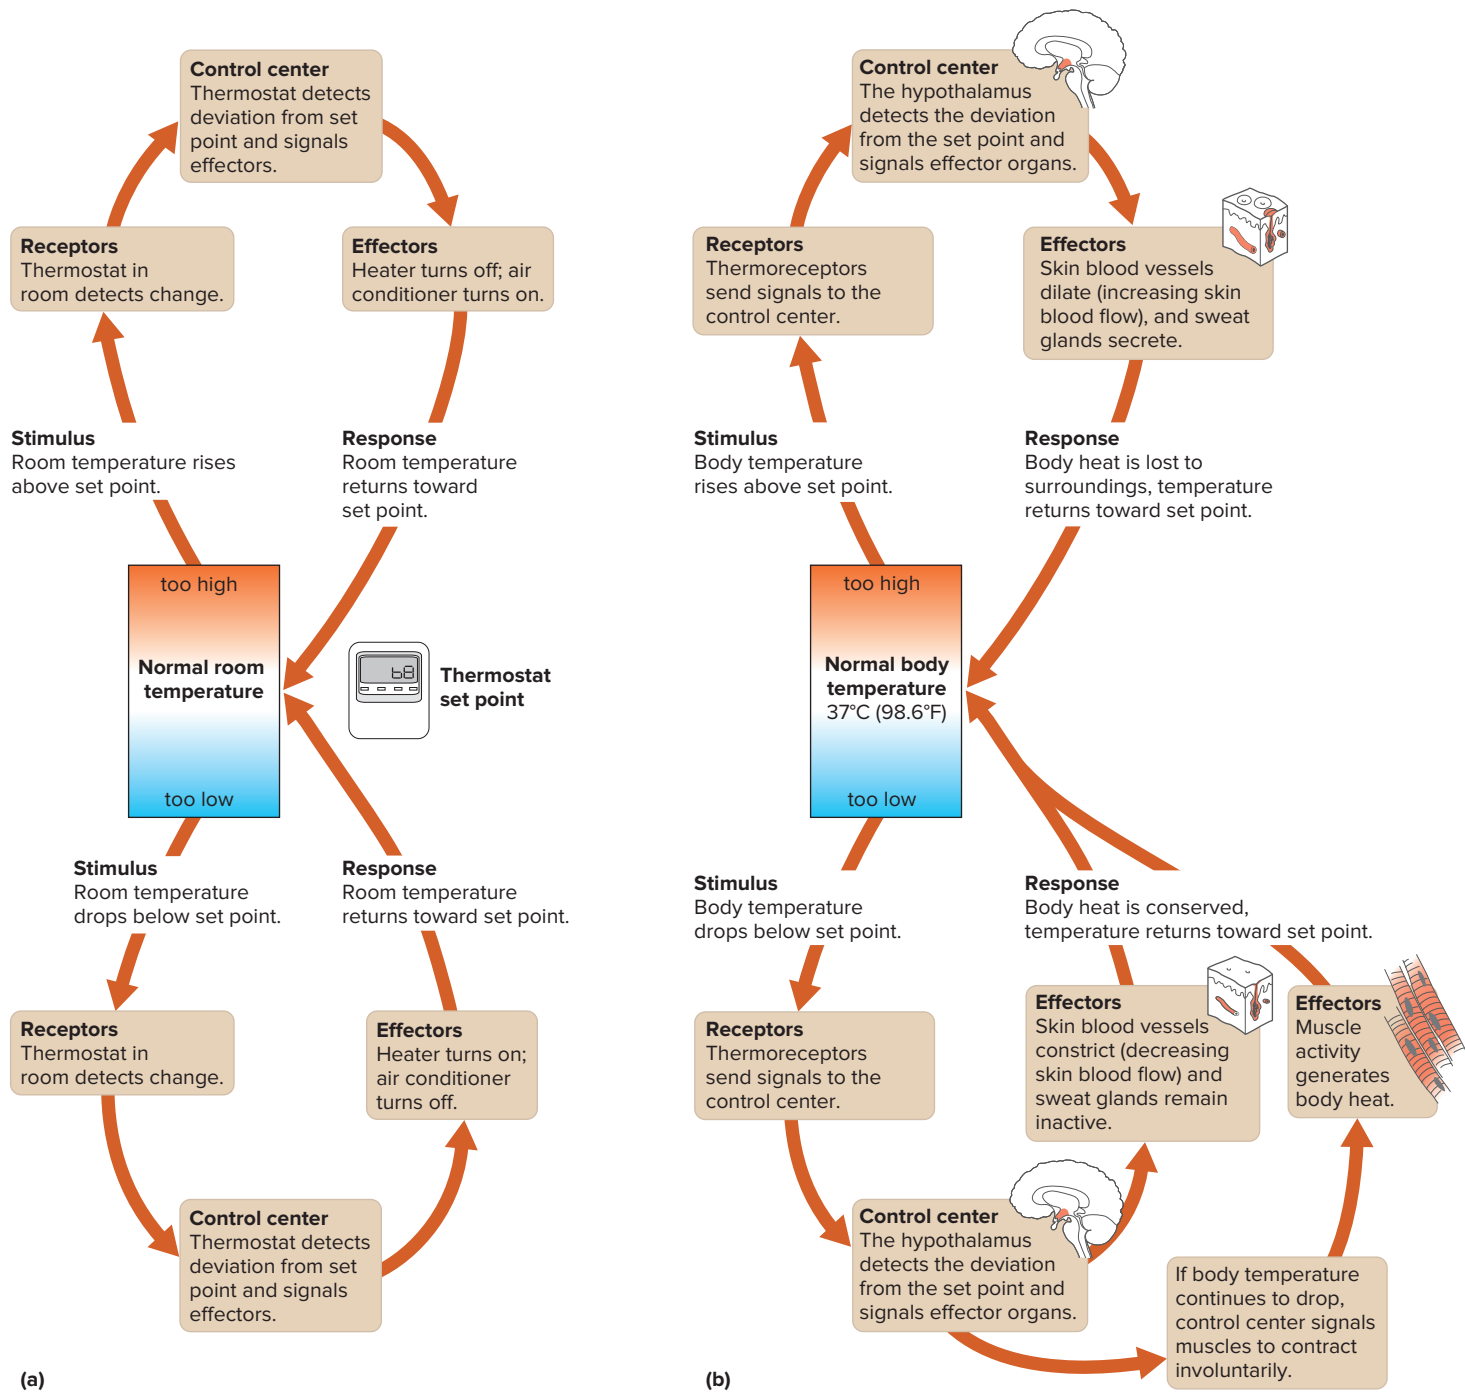 Control center
Thermostat detects
deviation from set
point and signals
effectors.
Receptors
Thermostat in
room detects change.
Effectors
Heater turns off; air
conditioner turns on.
Stimulus
Room temperature rises
above set point.
Response
Room temperature
returns toward
set point.
too high
Normal room
temperature
too low
68
Thermostat
set point
Stimulus
Room temperature
drops below set point.
Response
Room temperature
returns toward set point.
Receptors
Thermostat in
room detects change.
Effectors
Heater turns on;
air conditioner
turns off.
Control center
Thermostat detects
deviation from set
point and signals
effectors.
(a)
Control center
The hypothalamus
detects the deviation
from the set point and
signals effector organs.
Receptors
Thermoreceptors
send signals to the
control center.
Effectors
Skin blood vessels
dilate (increasing skin
blood flow), and sweat
glands secrete.
Stimulus
Body temperature
rises above set point.
Response
Body heat is lost to
surroundings, temperature
returns toward set point.
too high
Normal body
temperature
37°C (98.6°F)
too low
Stimulus
Body temperature
drops below set point.
Response
Body heat is conserved,
temperature returns toward set point.
Receptors
Thermoreceptors
send signals to the
control center.
Effectors
Skin blood vessels
constrict (decreasing
skin blood flow) and
sweat glands remain
inactive.
Effectors
Muscle
activity
generates
body heat.
Control center
The hypothalamus
detects the deviation
from the set point and
signals effector organs.
If body temperature
continues to drop,
control center signals
muscles to contract
involuntarily.
(b)